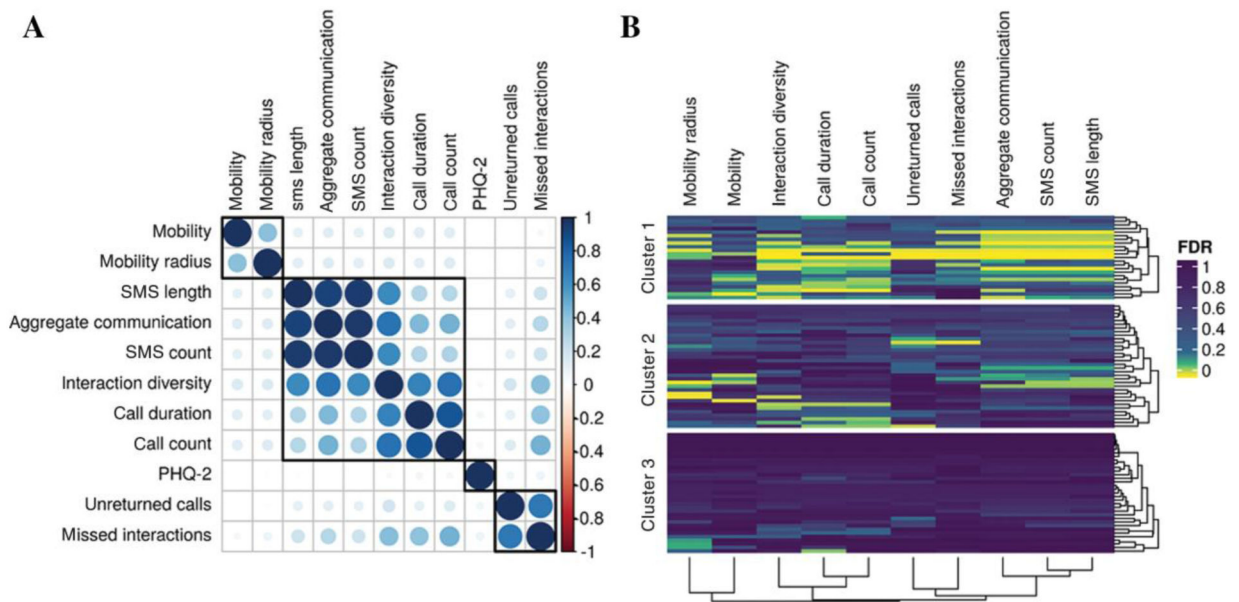 A
Mobility
Mobility radius
sms length
Aggregate communication
SMS count
Interaction diversity
Call duration
Call count
PHQ-2
Unreturned calls
Missed interactions
Mobility
Mobility radius
SMS length
Aggregate communication
SMS count
Interaction diversity
Call duration
Call count
PHQ-2
Unreturned calls
Missed interactions
1
0.8
0.6
0.4
0.2
0
0.2
-0.4
-0.6
-0.8
-1
B
Mobility radius
Mobility
Interaction diversity
Call duration
Call count
Unreturned calls
Missed interactions
Aggregate communication
SMS count
SMS length
Cluster 1
Cluster 2
Cluster 3
FDR
1
0.8
0.6
0.4
0.2
0